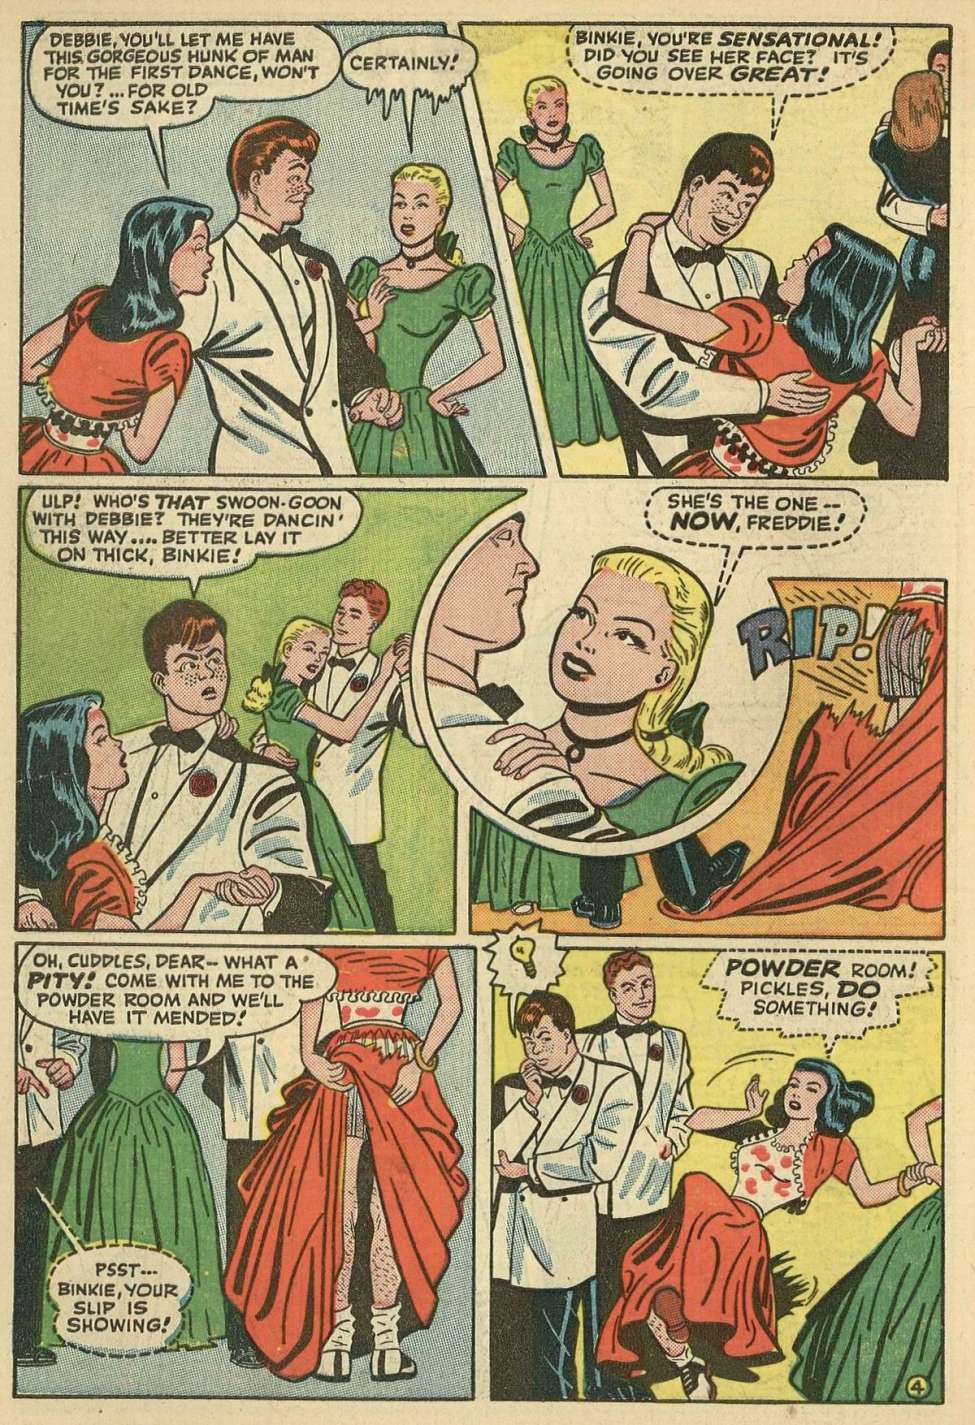 DEBBIE, YOU'LL LET ME HAVE
THIS GORGEOUS HUNK OF MAN
FOR THE FIRST DANCE, WON'T
YOU? ... FOR OLD
TIME'S SAKE?
CERTAINLY!
BINKIE, YOU'RE SENSATIONAL!
DID YOU SEE HER FACE? IT'S
GOING OVER GREAT!
ULP! WHO'S THAT SWOON-GOON
WITH DEBBIE? THEY'RE DANCIN'
THIS WAY.... BETTER LAY IT
ON THICK, BINKIE!
SHE'S THE ONE--
NOW, FREDDIE!
RIP!
OH, CUDDLES, DEAR-- WHAT A
PITY! COME WITH ME TO THE
POWDER ROOM AND WE'LL
HAVE IT MENDED!
PSST---
BINKIE, YOUR
SLIP IS
SHOWING!
POWDER ROOM!
PICKLES, DO
SOMETHING!
4